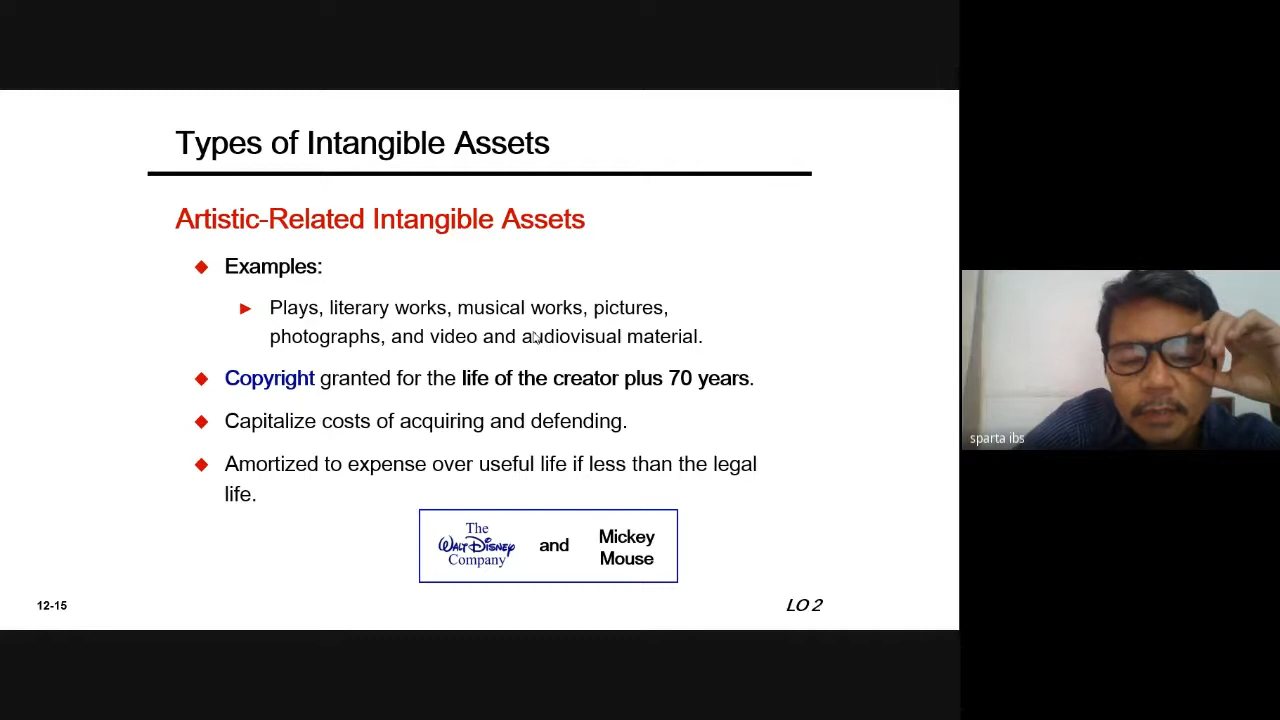 Types of Intangible Assets
Artistic-Related Intangible Assets
Examples:
Plays, literary works, musical works, pictures,
photographs, and video and audiovisual material.
Copyright granted for the life of the creator plus 70 years.
Capitalize costs of acquiring and defending.
Amortized to expense over useful life if less than the legal
life.
The
WALT DISNEY
Company
and
Mickey
Mouse
12-15
LO 2
sparta ibs